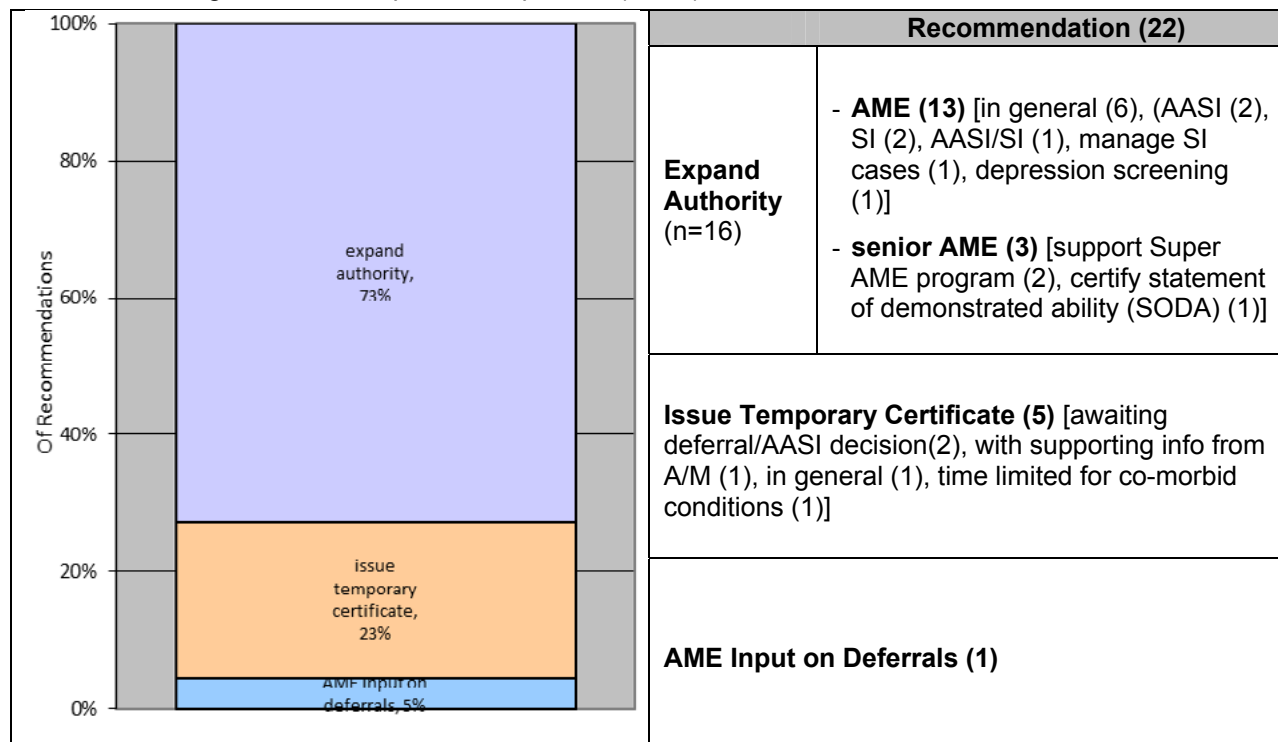 100%
80%
60%
40%
20%
0%
Of Recommendations
expand
authority,
73%
issue
temporary
certificate,
23%
AME Input on
deferrals, 5%
Recommendation (22)
Expand
Authority
(n=16)
- AME (13) [in general (6), (AASI (2),
SI (2), AASI/SI (1), manage SI
cases (1), depression screening
(1)]
- senior AME (3) [support Super
AME program (2), certify statement
of demonstrated ability (SODA) (1)]
Issue Temporary Certificate (5) [awaiting
deferral/AASI decision(2), with supporting info from
A/M (1), in general (1), time limited for co-morbid
conditions (1)]
AME Input on Deferrals (1)